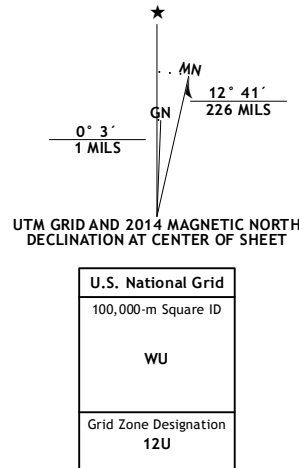 MN
GN
12° 41´
226 MILS
0° 3´
1 MILS
UTM GRID AND 2014 MAGNETIC NORTH
DECLINATION AT CENTER OF SHEET
U.S. National Grid
100,000-m Square ID
WU
Grid Zone Designation
12U